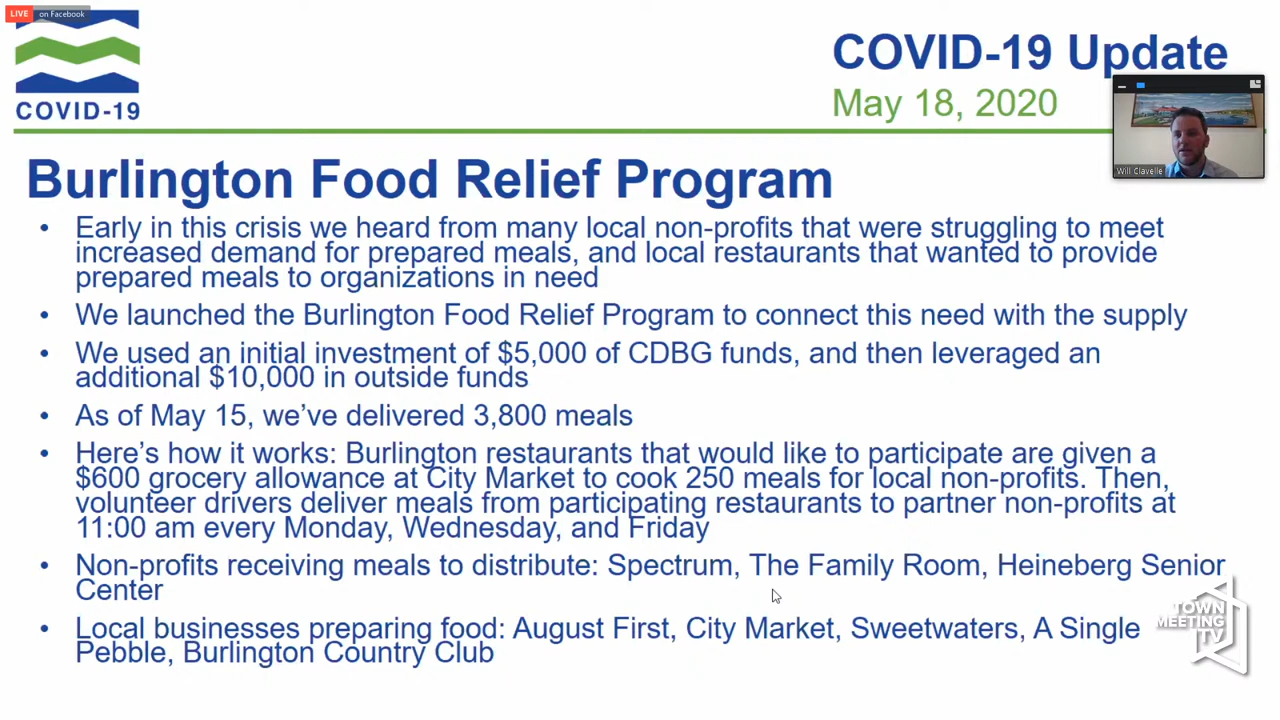 LIVE on Facebook
COVID-19
COVID-19 Update
May 18, 2020
Will Clavelle
Burlington Food Relief Program
• Early in this crisis we heard from many local non-profits that were struggling to meet
increased demand for prepared meals, and local restaurants that wanted to provide
prepared meals to organizations in need
• We launched the Burlington Food Relief Program to connect this need with the supply
• We used an initial investment of $5,000 of CDBG funds, and then leveraged an
additional $10,000 in outside funds
• As of May 15, we’ve delivered 3,800 meals
• Here’s how it works: Burlington restaurants that would like to participate are given a
$600 grocery allowance at City Market to cook 250 meals for local non-profits. Then,
volunteer drivers deliver meals from participating restaurants to partner non-profits at
11:00 am every Monday, Wednesday, and Friday
• Non-profits receiving meals to distribute: Spectrum, The Family Room, Heineberg Senior
Center
• Local businesses preparing food: August First, City Market, Sweetwaters, A Single
Pebble, Burlington Country Club
TOWN
MEETING
TV